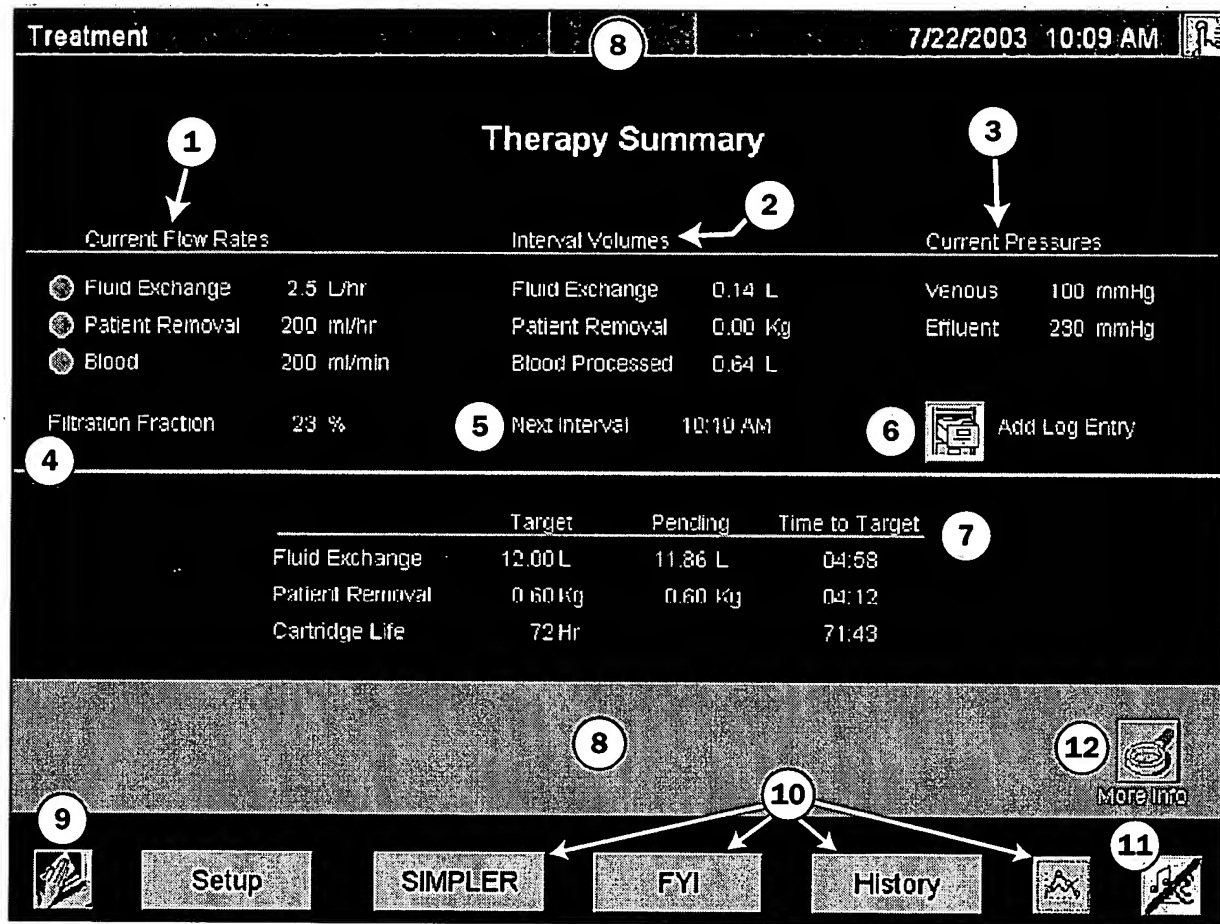 Treatment 8 7/22/2003 10:09 AM
Therapy Summary
1 2 3
Current Flow Rates Interval Volumes Current Pressures
Fluid Exchange 2.5 L/hr Fluid Exchange 0.14 L Venous 100 mmHg
Patient Removal 200 ml/hr Patient Removal 0.00 Kg Effluent 230 mmHg
Blood 200 ml/min Blood Processed 0.64 L
Filtration Fraction 23 % 5 Next Interval 10:10 AM 6 Add Log Entry
4
Target Pending Time to Target 7
Fluid Exchange 12.00 L 11.86 L 04:58
Patient Removal 0.60 Kg 0.60 Kg 04:12
Cartridge Life 72 Hr 71:43
8 12
More Info
9 10 11
Setup SIMPLER FYI History